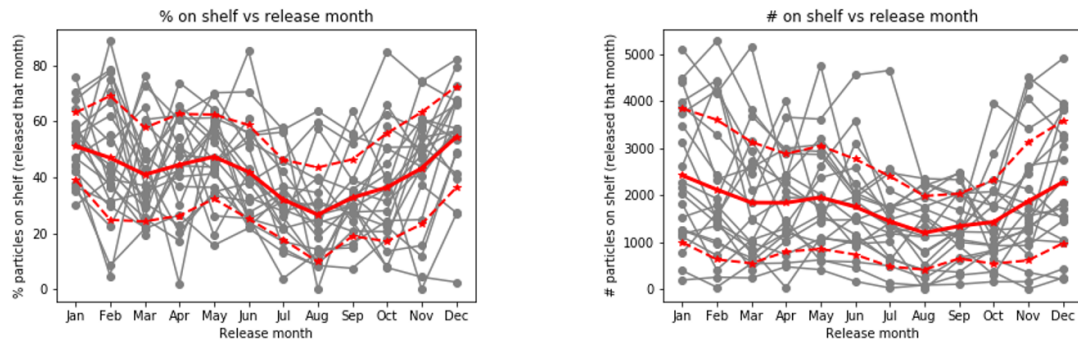 % on shelf vs release month
% particles on shelf (released that month)
80
60
40
20
0
Jan Feb Mar Apr May Jun Jul Aug Sep Oct Nov Dec
Release month
# on shelf vs release month
# particles on shelf (released that month)
5000
4000
3000
2000
1000
0
Jan Feb Mar Apr May Jun Jul Aug Sep Oct Nov Dec
Release month